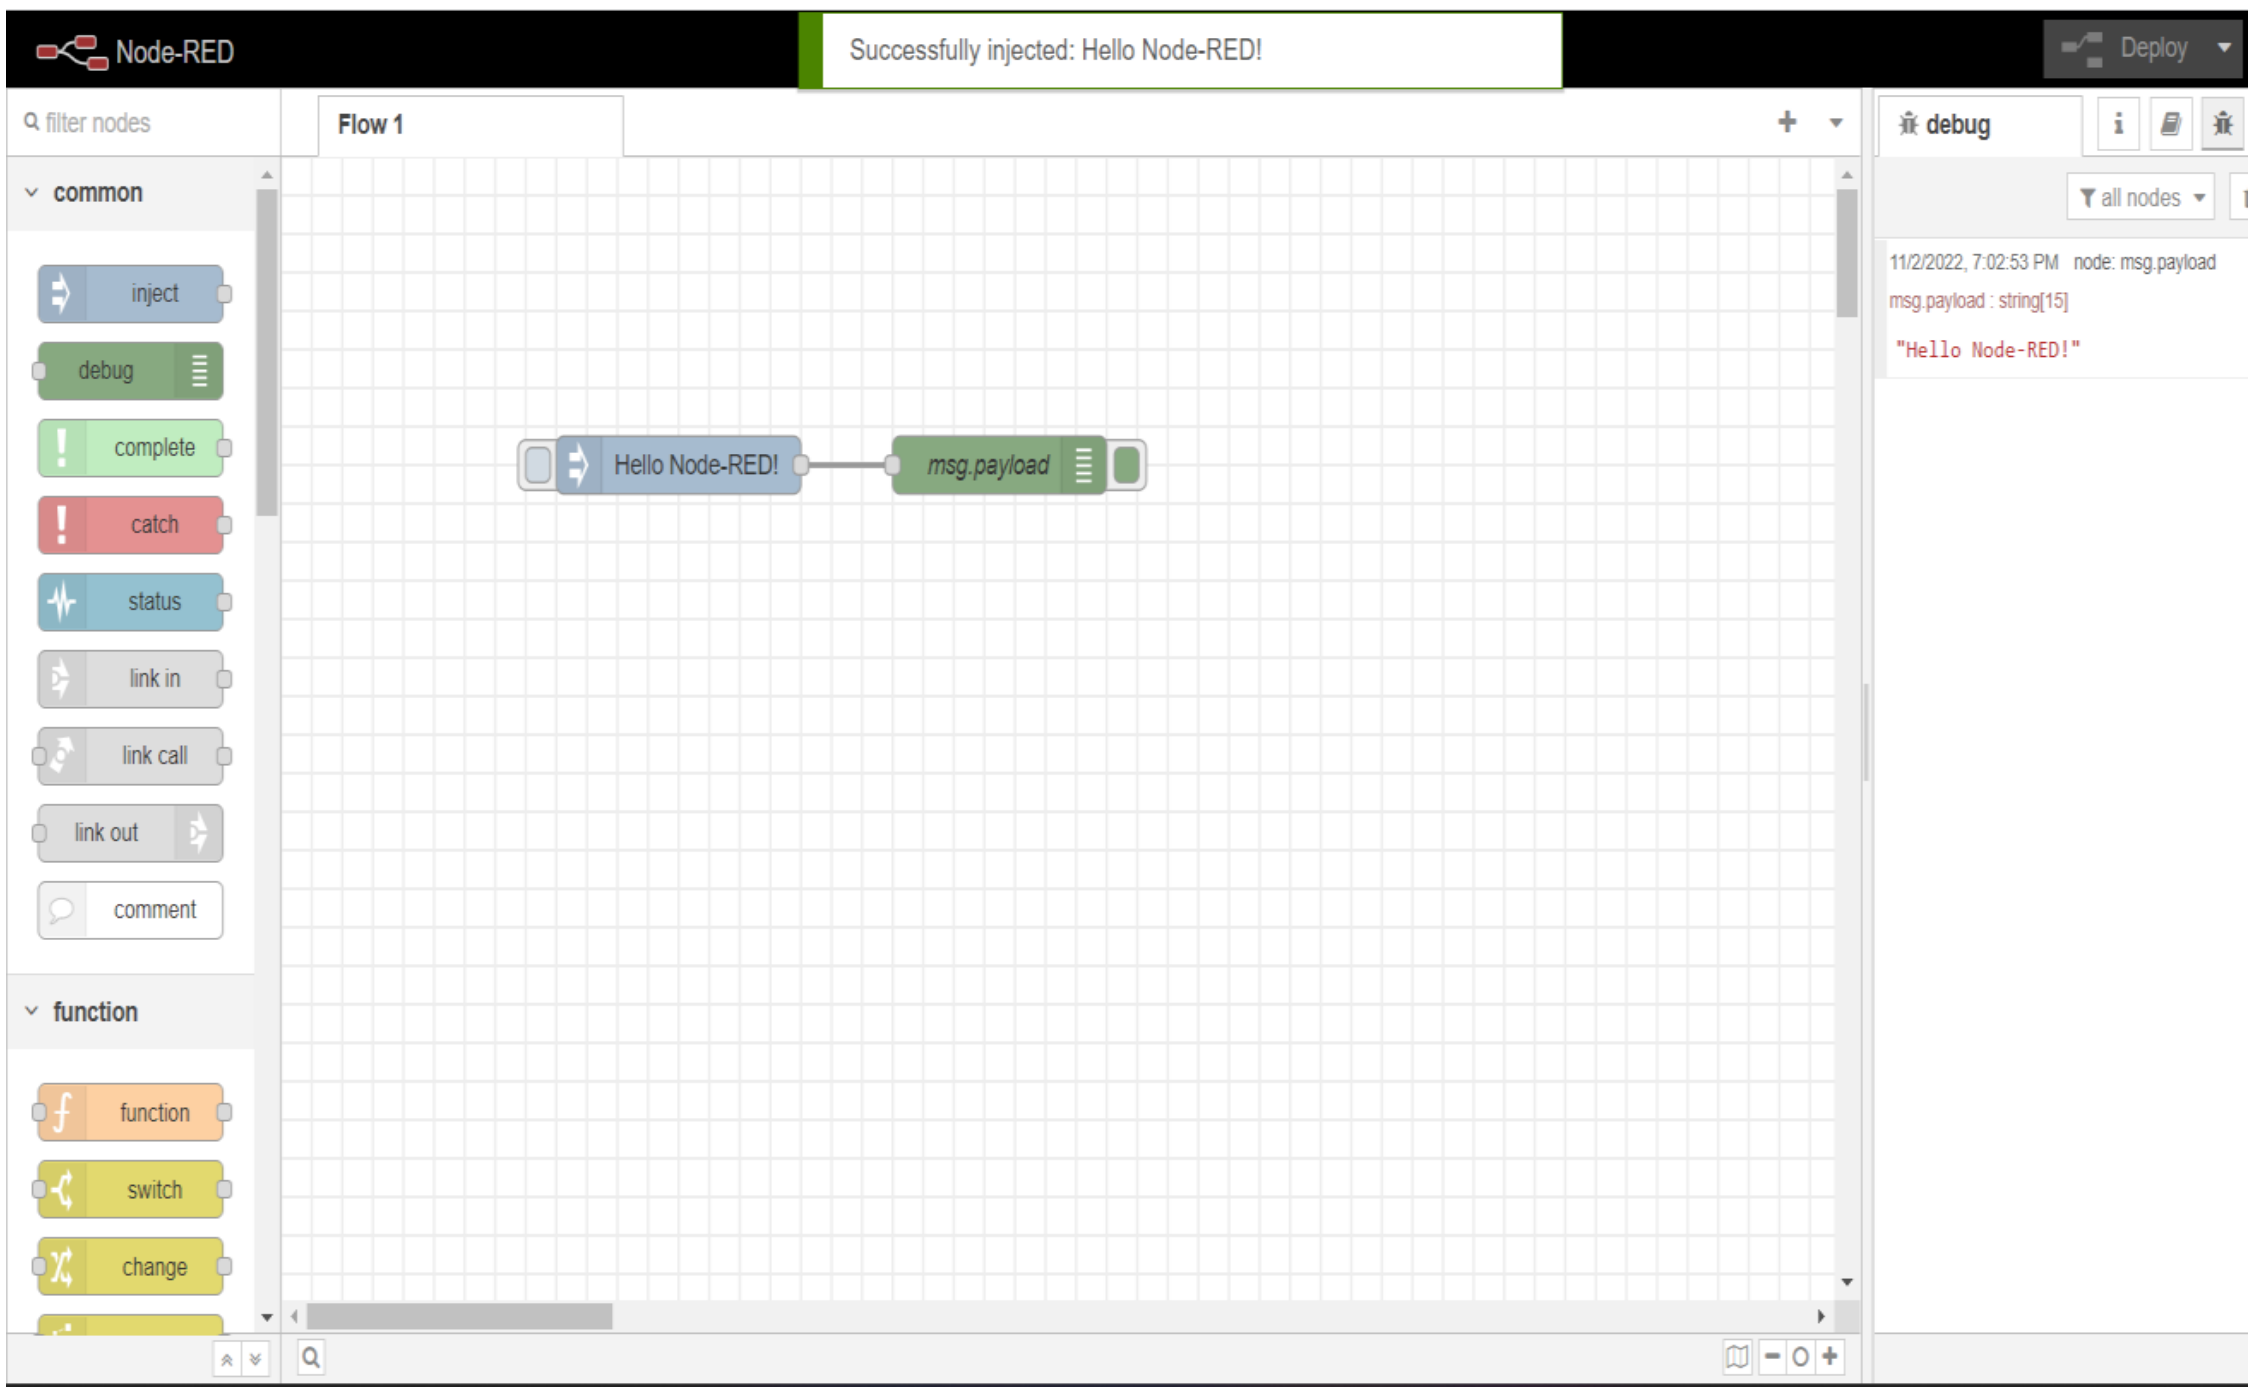 Node-RED
Successfully injected: Hello Node-RED!
Deploy
filter nodes
Flow 1
debug
i
common
all nodes
inject
11/2/2022, 7:02:53 PM node: msg.payload
msg.payload : string[15]
"Hello Node-RED!"
debug
complete
Hello Node-RED!
msg.payload
catch
status
link in
link call
link out
comment
function
function
switch
change